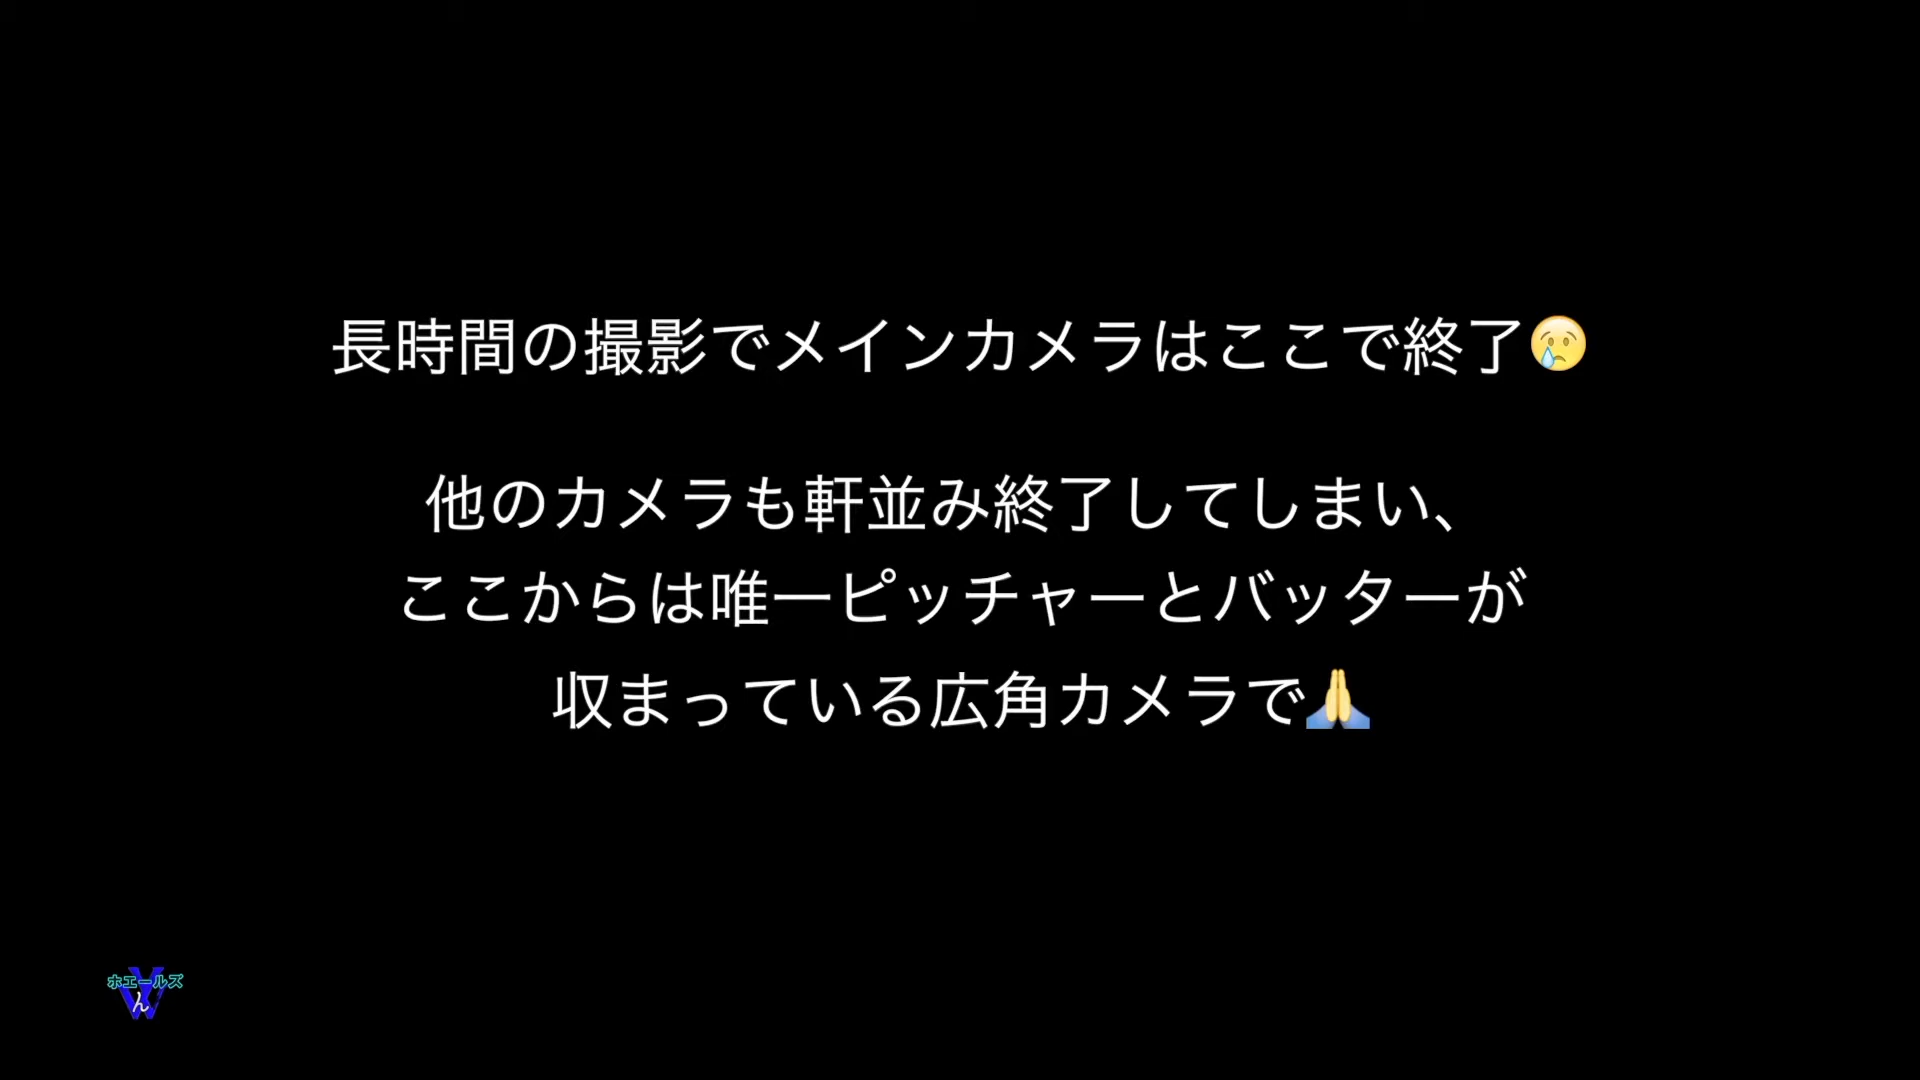 長時間の撮影でメインカメラはここで終了😢
他のカメラも軒並み終了してしまい、
ここからは唯一ピッチャーとバッターが
収まっている広角カメラで🙏
ホエールズ
ん